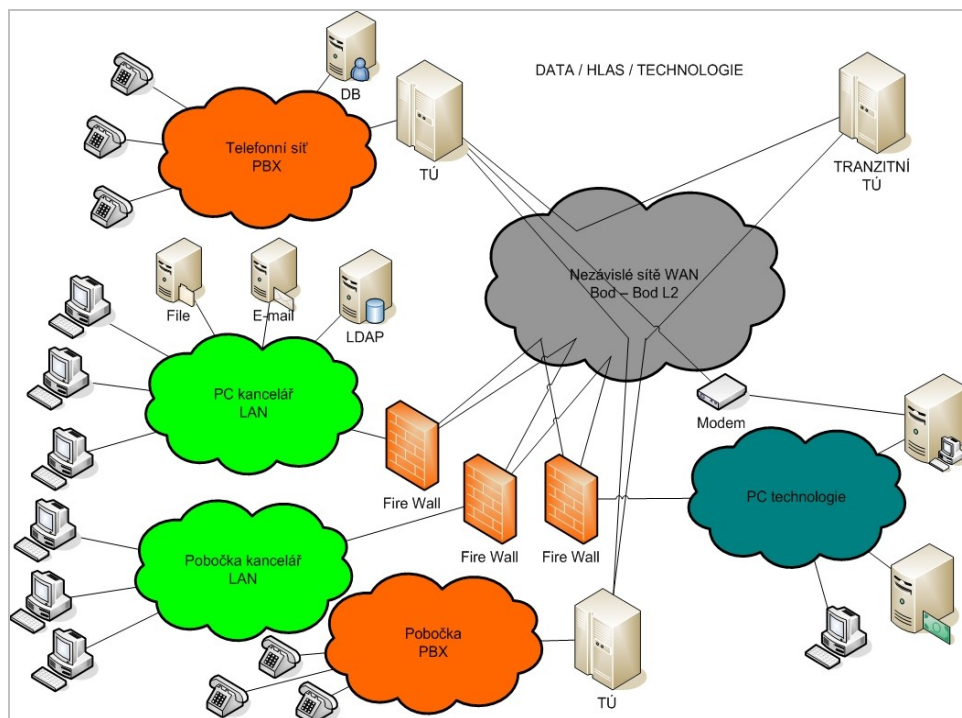 DB
DATA / HLAS / TECHNOLOGIE
Telefonní síť
PBX
TÚ
TRANZITNÍ
TÚ
Nezávislé sítě WAN
Bod – Bod L2
File
E-mail
LDAP
PC kancelář
LAN
Modem
Fire Wall
PC technologie
Fire Wall
Fire Wall
Pobočka kancelář
LAN
Pobočka
PBX
TÚ